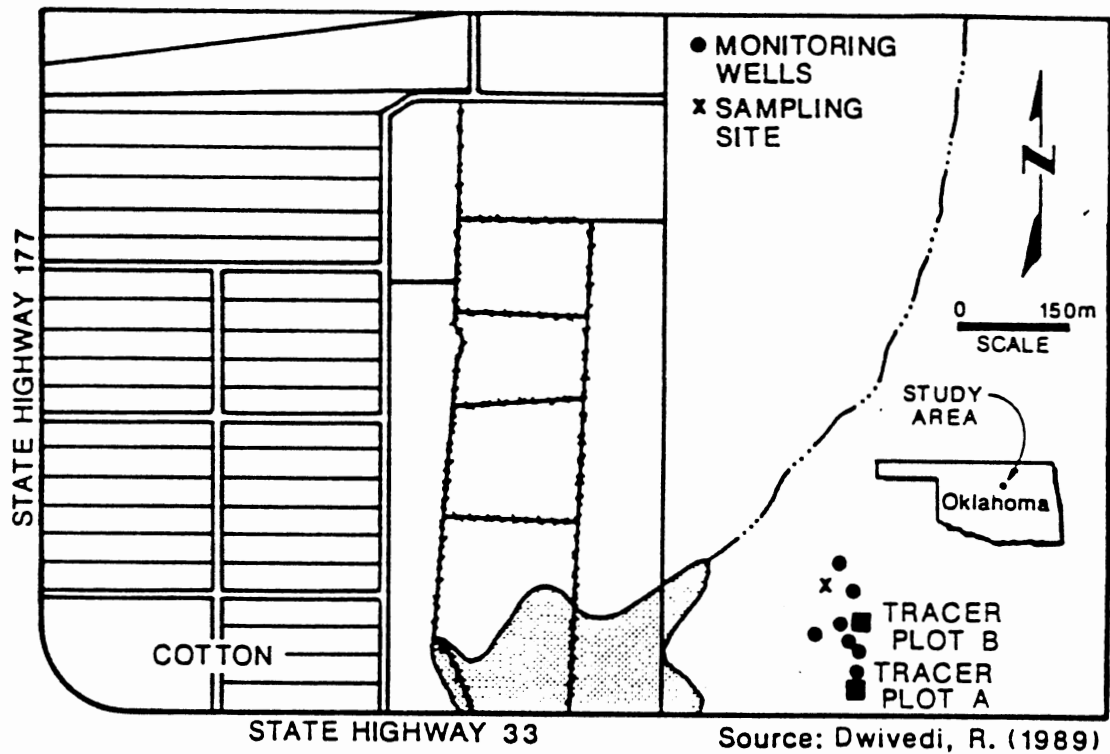 ● MONITORING
WELLS
x SAMPLING
SITE
N
0 150m
SCALE
STUDY
AREA
Oklahoma
STATE HIGHWAY 177
TRACER
PLOT B
COTTON
TRACER
PLOT A
STATE HIGHWAY 33
Source: Dwivedi, R. (1989)